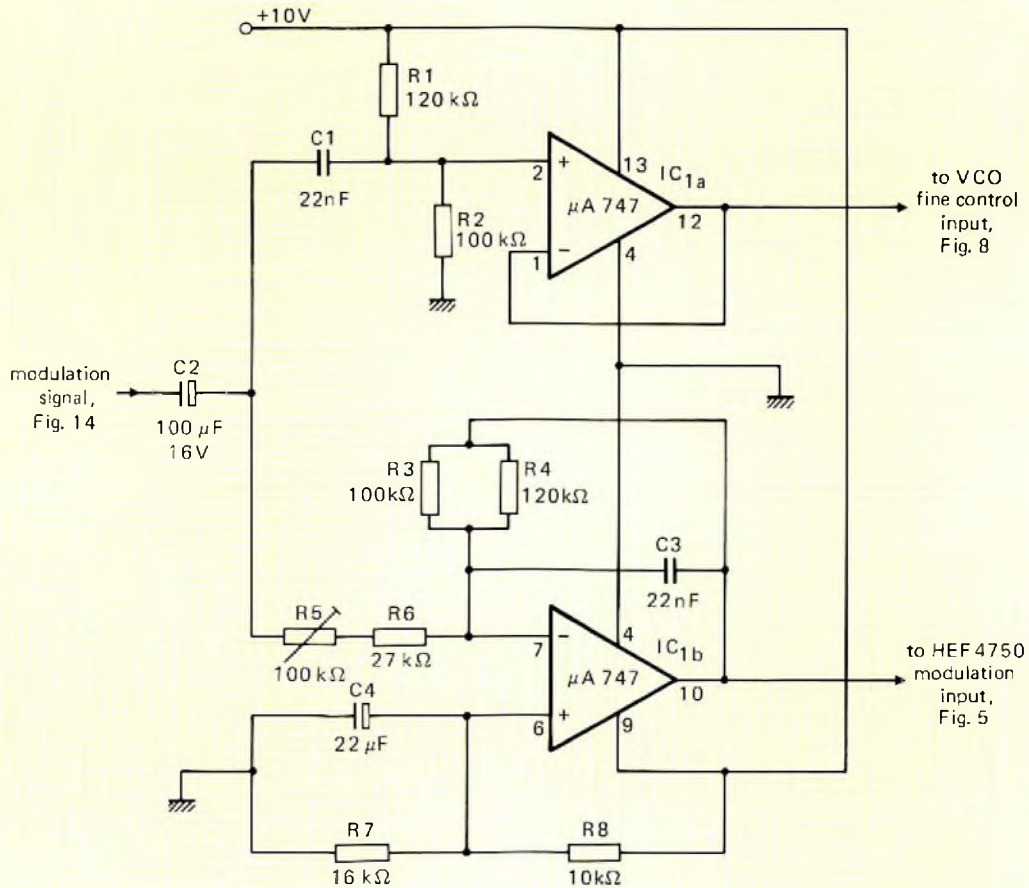 +10V
R1
120 kΩ
C1
22nF
R2
100 kΩ
+
2
13
IC1a
μA 747
12
4
−
1
to VCO
fine control
input,
Fig. 8
modulation
signal,
Fig. 14
C2
100 μF
16V
R3
100kΩ
R4
120kΩ
C3
22nF
R5
100 kΩ
R6
27 kΩ
−
7
4
IC1b
μA 747
10
+
6
9
to HEF4750
modulation
input,
Fig. 5
C4
22 μF
R7
16 kΩ
R8
10kΩ